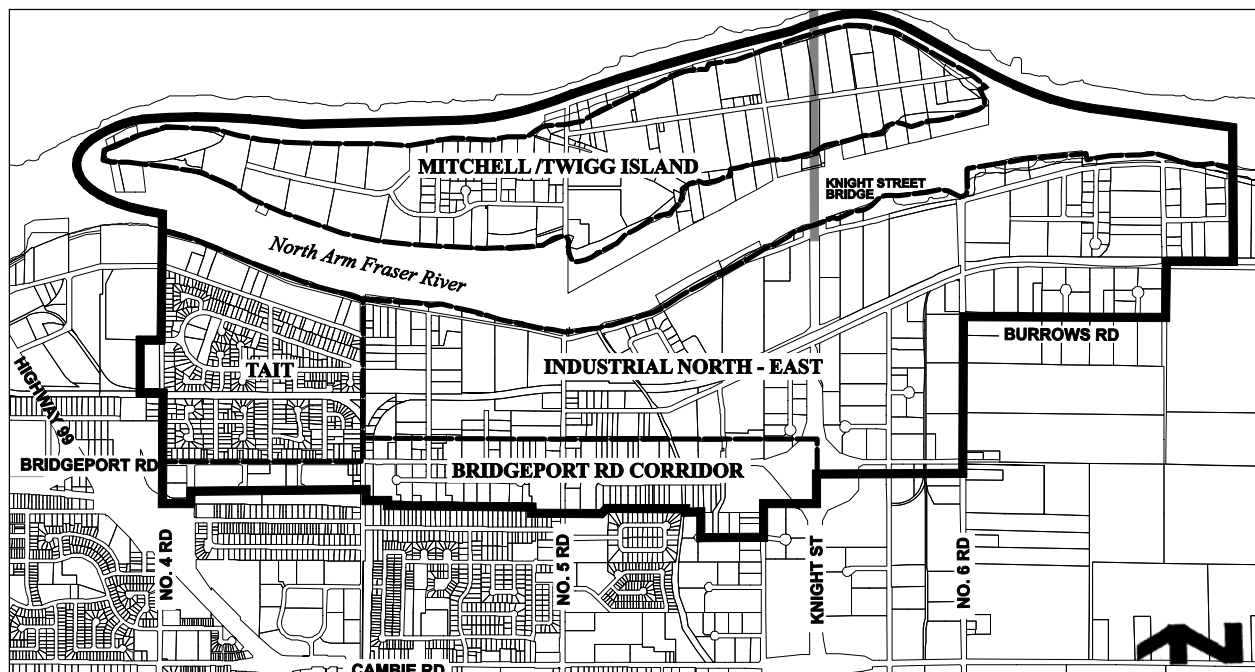 MITCHELL /TWIGG ISLAND
KNIGHT STREET
BRIDGE
North Arm Fraser River
BURROWS RD
TAIT
INDUSTRIAL NORTH - EAST
HIGHWAY 99
BRIDGEPORT RD
BRIDGEPORT RD CORRIDOR
NO. 4 RD
NO. 5 RD
KNIGHT ST
NO. 6 RD
CAMBIE RD